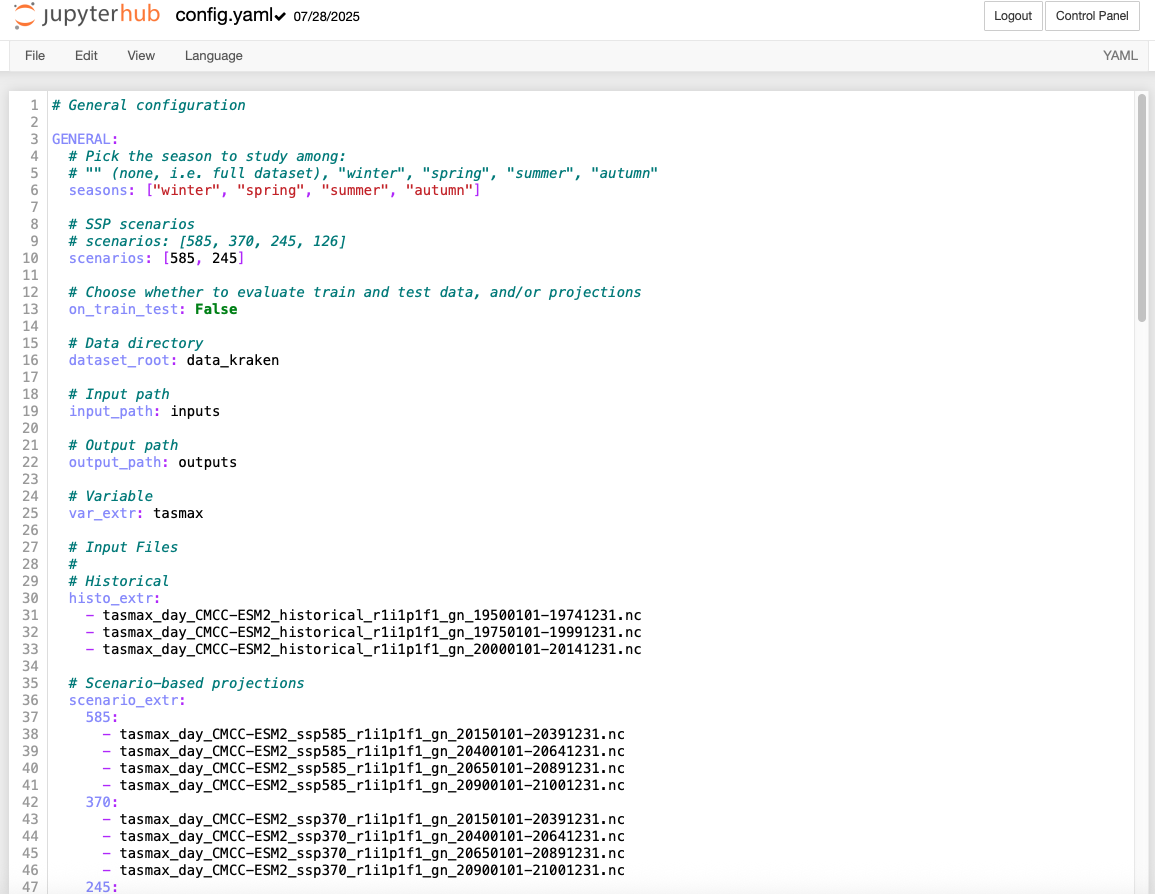 jupyterhub config.yaml✔ 07/28/2025 Logout Control Panel
File Edit View Language YAML
1 # General configuration
2
3 GENERAL:
4   # Pick the season to study among:
5   # "" (none, i.e. full dataset), "winter", "spring", "summer", "autumn"
6   seasons: ["winter", "spring", "summer", "autumn"]
7
8   # SSP scenarios
9   # scenarios: [585, 370, 245, 126]
10   scenarios: [585, 245]
11
12   # Choose whether to evaluate train and test data, and/or projections
13   on_train_test: False
14
15   # Data directory
16   dataset_root: data_kraken
17
18   # Input path
19   input_path: inputs
20
21   # Output path
22   output_path: outputs
23
24   # Variable
25   var_extr: tasmax
26
27   # Input Files
28   #
29   # Historical
30   histo_extr:
31     - tasmax_day_CMCC-ESM2_historical_r1i1p1f1_gn_19500101-19741231.nc
32     - tasmax_day_CMCC-ESM2_historical_r1i1p1f1_gn_19750101-19991231.nc
33     - tasmax_day_CMCC-ESM2_historical_r1i1p1f1_gn_20000101-20141231.nc
34
35   # Scenario-based projections
36   scenario_extr:
37     585:
38       - tasmax_day_CMCC-ESM2_ssp585_r1i1p1f1_gn_20150101-20391231.nc
39       - tasmax_day_CMCC-ESM2_ssp585_r1i1p1f1_gn_20400101-20641231.nc
40       - tasmax_day_CMCC-ESM2_ssp585_r1i1p1f1_gn_20650101-20891231.nc
41       - tasmax_day_CMCC-ESM2_ssp585_r1i1p1f1_gn_20900101-21001231.nc
42     370:
43       - tasmax_day_CMCC-ESM2_ssp370_r1i1p1f1_gn_20150101-20391231.nc
44       - tasmax_day_CMCC-ESM2_ssp370_r1i1p1f1_gn_20400101-20641231.nc
45       - tasmax_day_CMCC-ESM2_ssp370_r1i1p1f1_gn_20650101-20891231.nc
46       - tasmax_day_CMCC-ESM2_ssp370_r1i1p1f1_gn_20900101-21001231.nc
47     245: